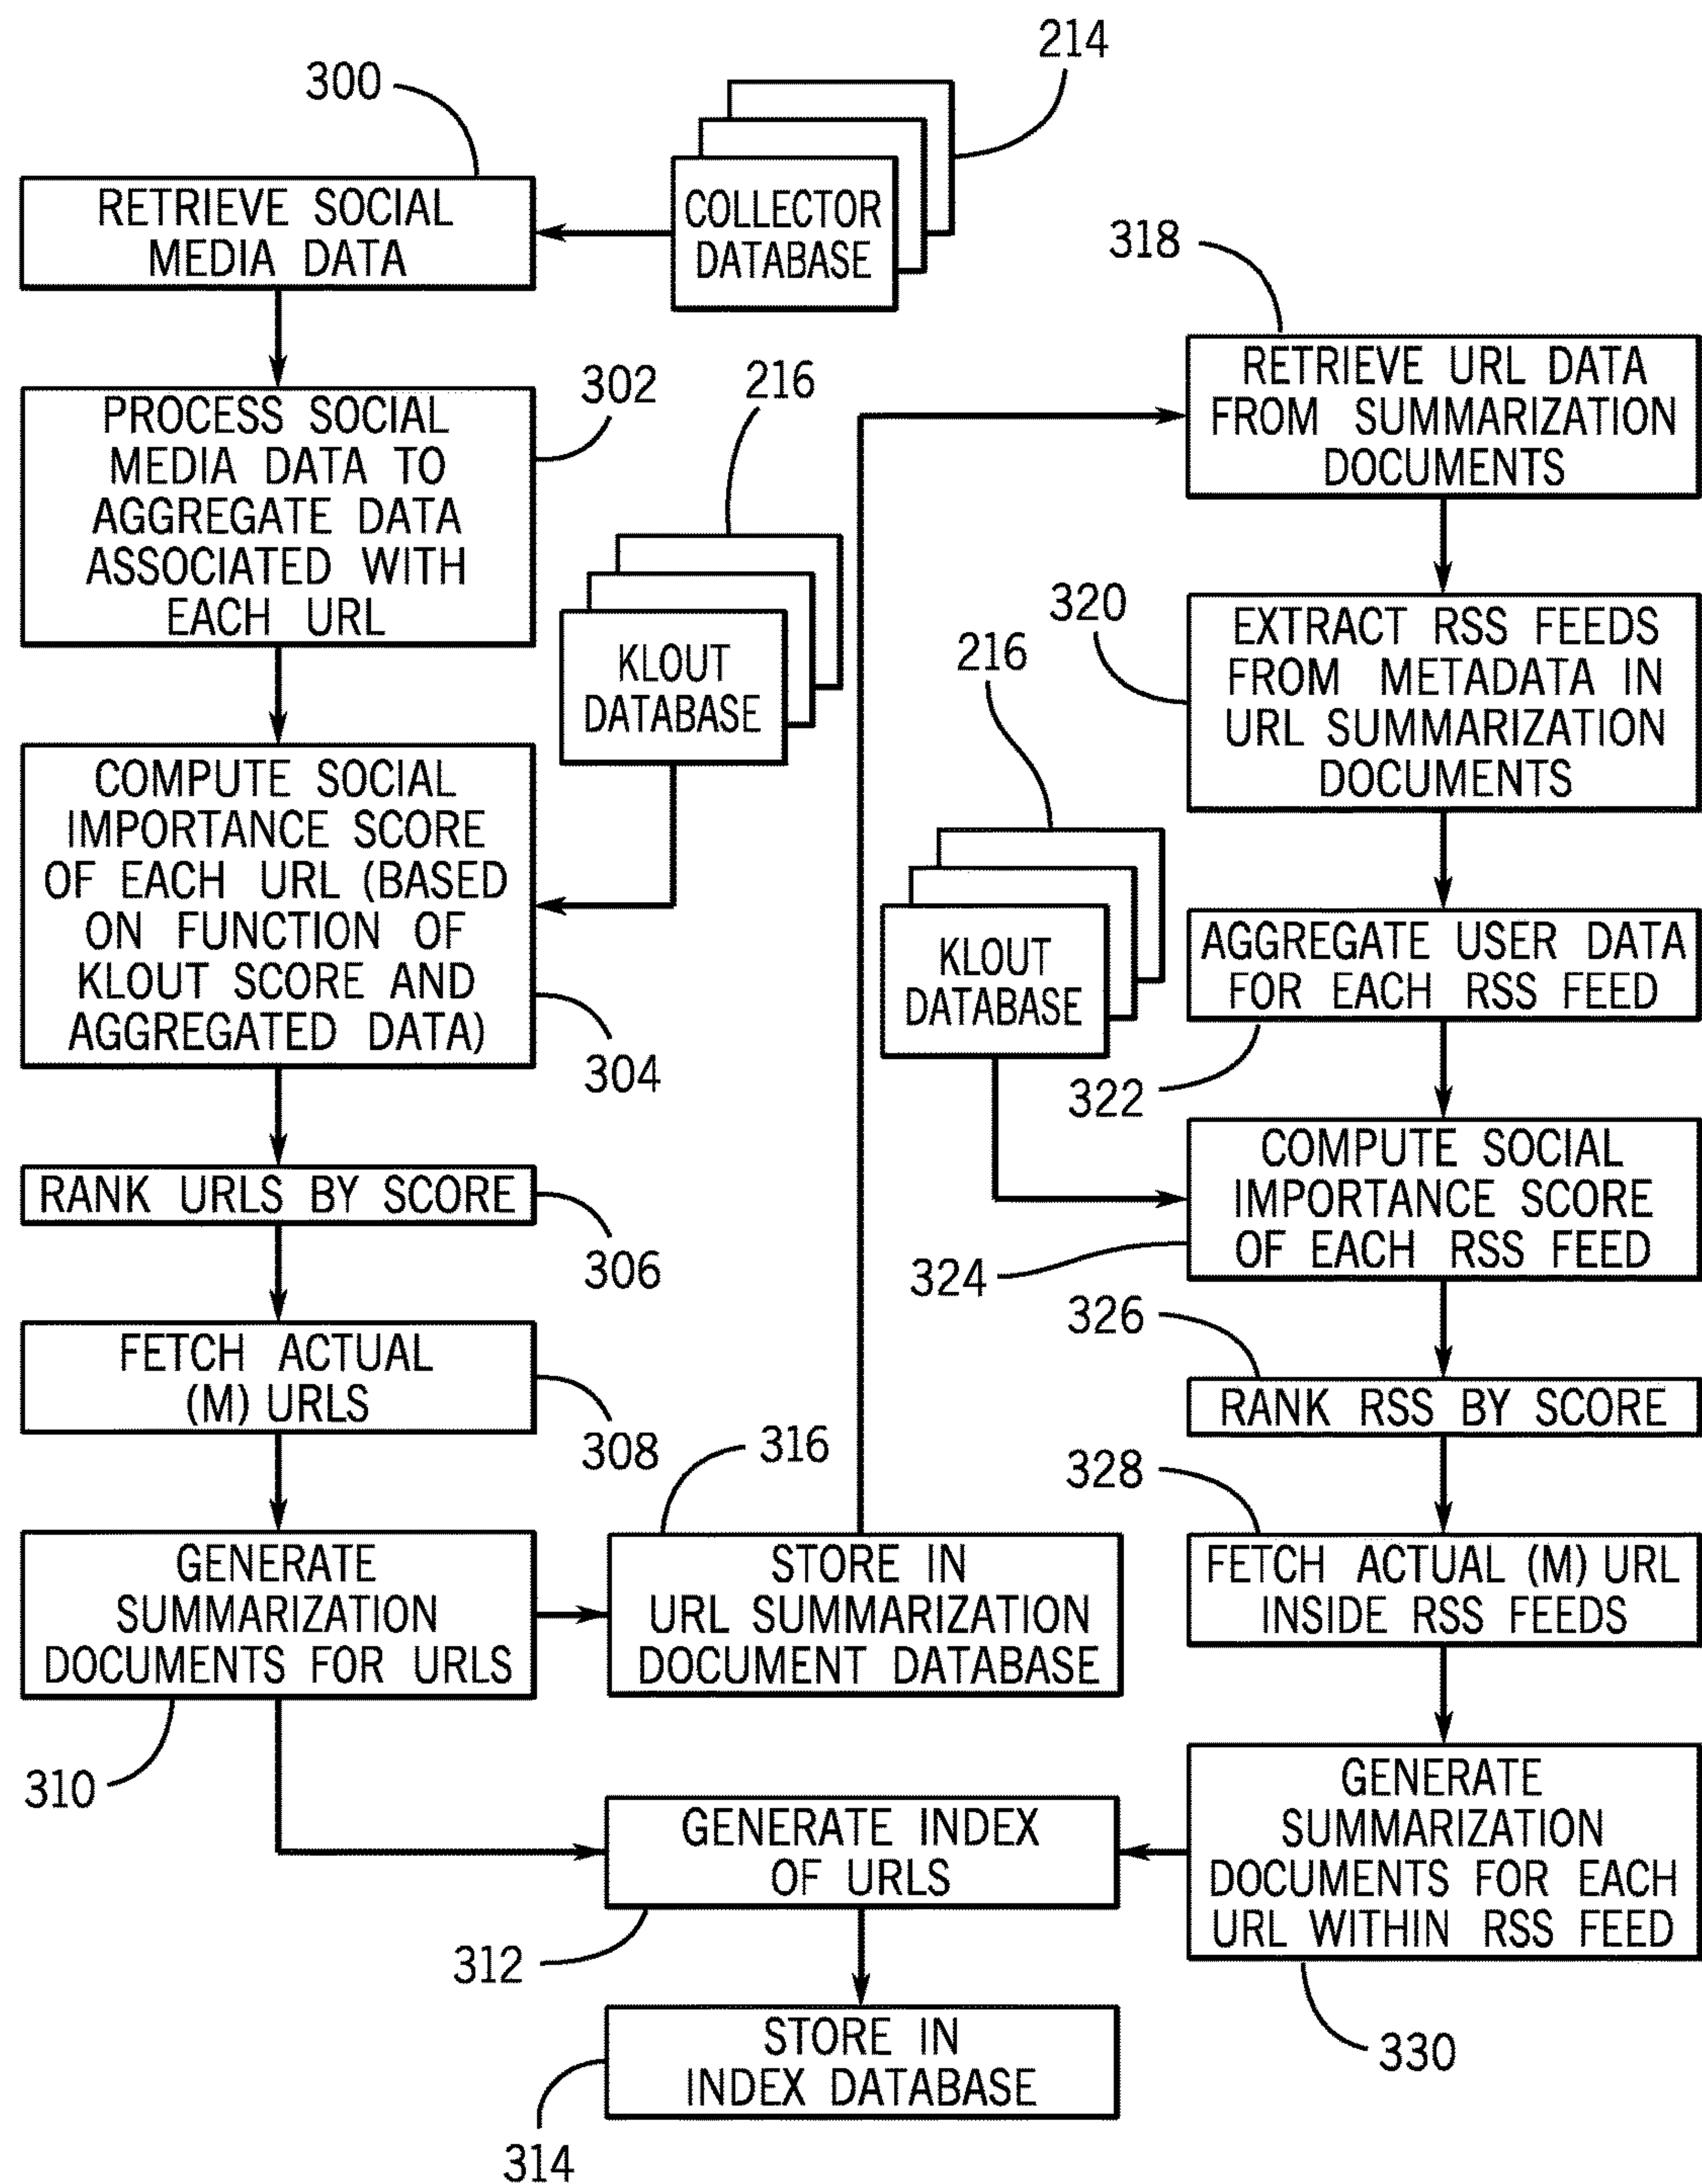 300
RETRIEVE SOCIAL
MEDIA DATA
214
COLLECTOR
DATABASE
302
PROCESS SOCIAL
MEDIA DATA TO
AGGREGATE DATA
ASSOCIATED WITH
EACH URL
216
KLOUT
DATABASE
COMPUTE SOCIAL
IMPORTANCE SCORE
OF EACH URL (BASED
ON FUNCTION OF
KLOUT SCORE AND
AGGREGATED DATA)
304
RANK URLS BY SCORE
306
FETCH ACTUAL
(M) URLS
308
GENERATE
SUMMARIZATION
DOCUMENTS FOR URLS
310
316
STORE IN
URL SUMMARIZATION
DOCUMENT DATABASE
318
RETRIEVE URL DATA
FROM SUMMARIZATION
DOCUMENTS
320
EXTRACT RSS FEEDS
FROM METADATA IN
URL SUMMARIZATION
DOCUMENTS
216
KLOUT
DATABASE
AGGREGATE USER DATA
FOR EACH RSS FEED
322
COMPUTE SOCIAL
IMPORTANCE SCORE
OF EACH RSS FEED
324
326
RANK RSS BY SCORE
328
FETCH ACTUAL (M) URL
INSIDE RSS FEEDS
GENERATE
SUMMARIZATION
DOCUMENTS FOR EACH
URL WITHIN RSS FEED
330
GENERATE INDEX
OF URLS
312
STORE IN
INDEX DATABASE
314